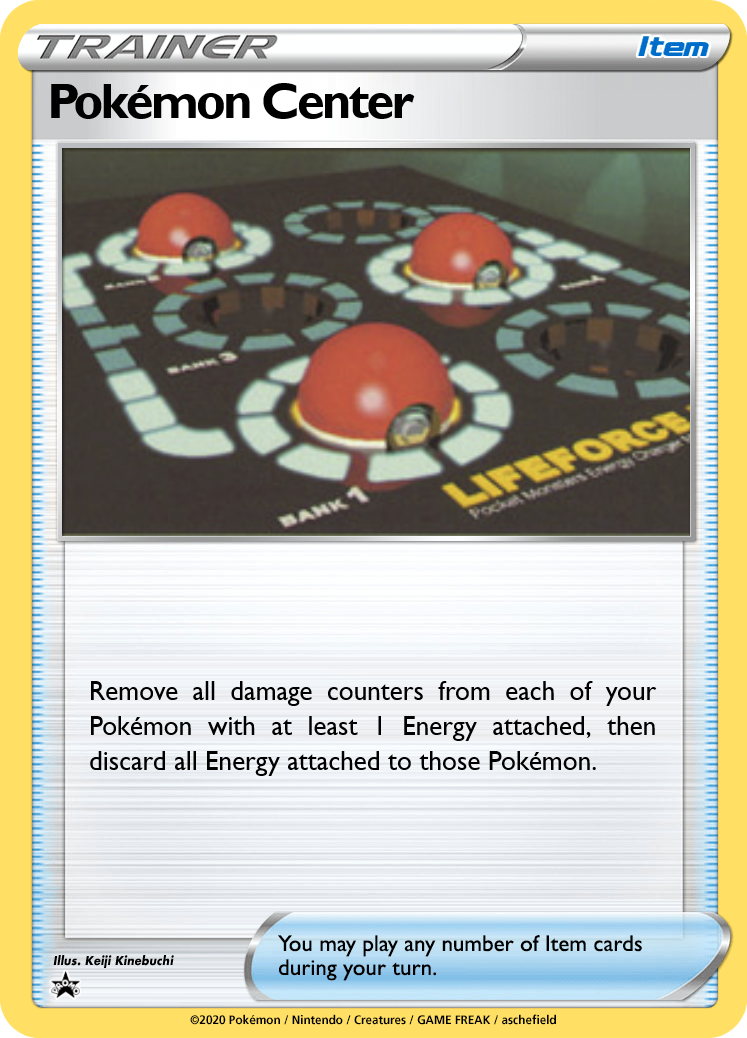 TRAINER
Item
Pokémon Center
BANK 3
BANK 1
LIFEFORCE
Pocket Monsters Energy Charger
Remove all damage counters from each of your
Pokémon with at least 1 Energy attached, then
discard all Energy attached to those Pokémon.
Illus. Keiji Kinebuchi
PROMO
You may play any number of Item cards
during your turn.
©2020 Pokémon / Nintendo / Creatures / GAME FREAK / aschefield